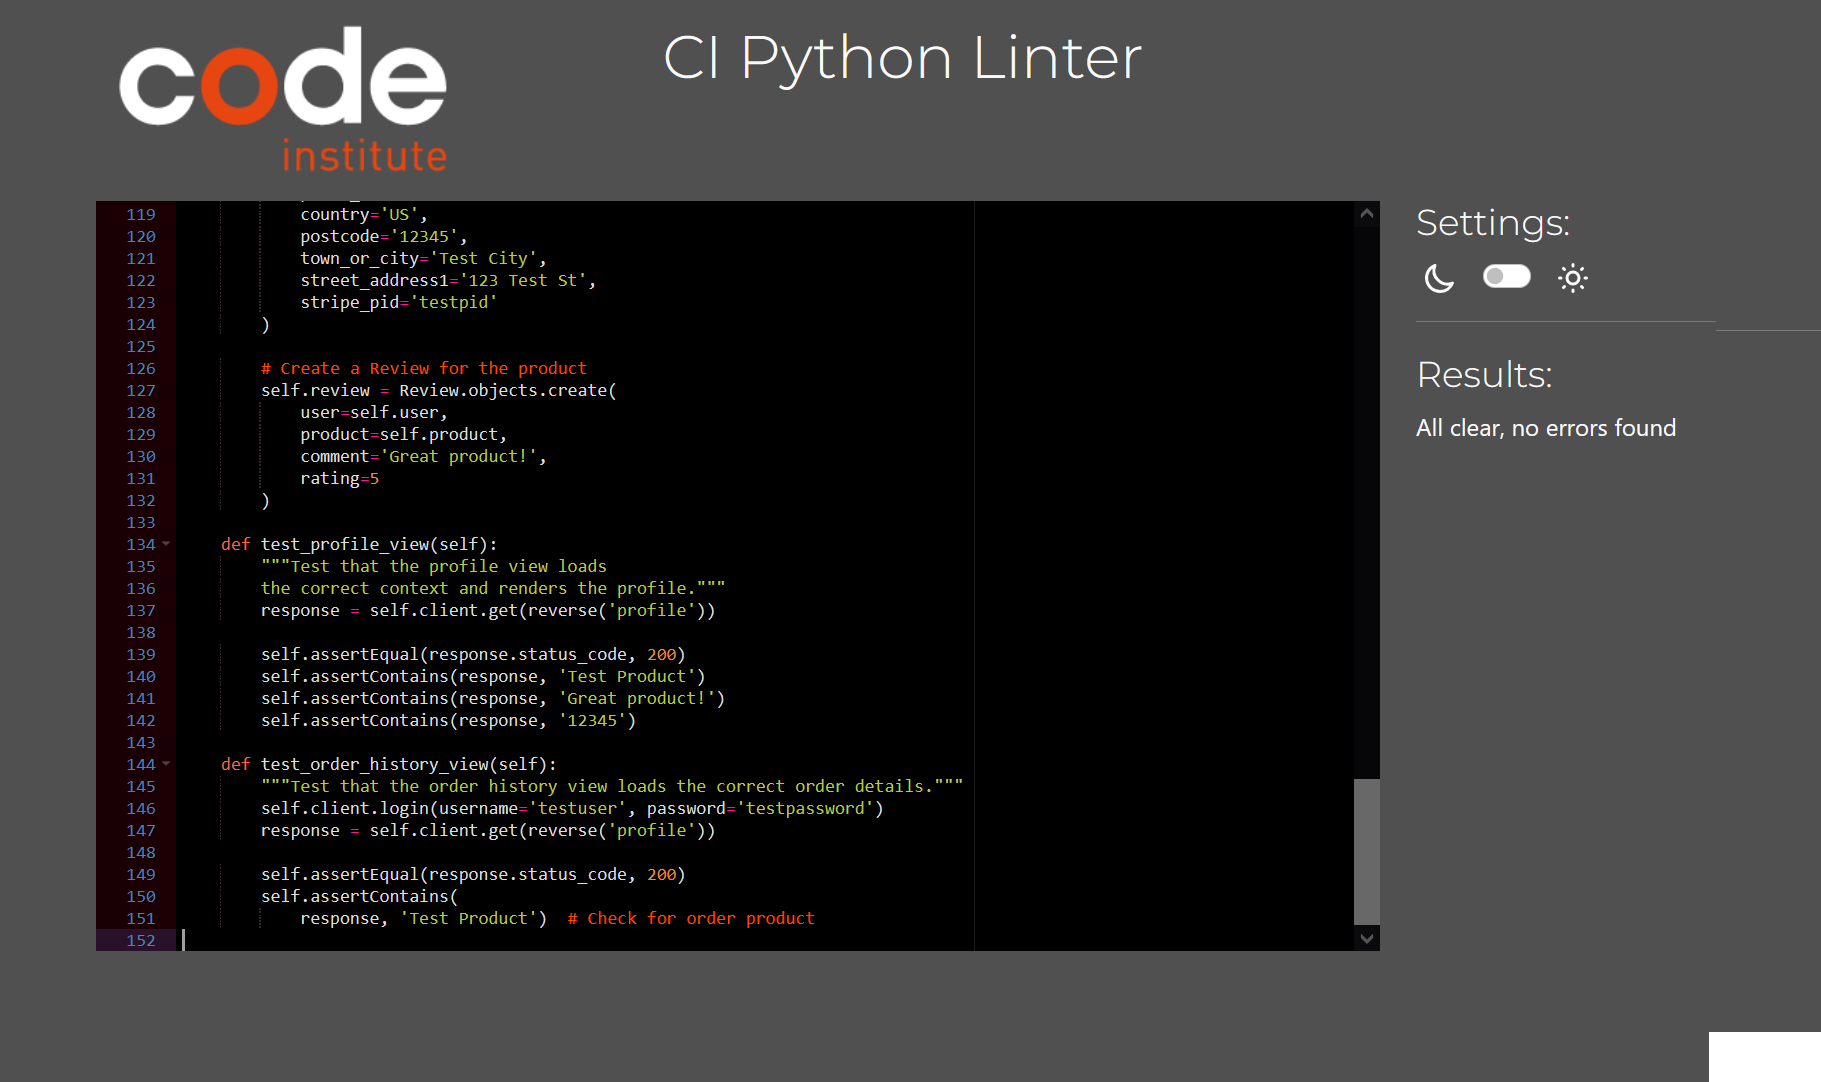 code
institute
CI Python Linter
119 country='US',
120 postcode='12345',
121 town_or_city='Test City',
122 street_address1='123 Test St',
123 stripe_pid='testpid'
124 )
125
126 # Create a Review for the product
127 self.review = Review.objects.create(
128 user=self.user,
129 product=self.product,
130 comment='Great product!',
131 rating=5
132 )
133
134 def test_profile_view(self):
135 """Test that the profile view loads
136 the correct context and renders the profile."""
137 response = self.client.get(reverse('profile'))
138
139 self.assertEqual(response.status_code, 200)
140 self.assertContains(response, 'Test Product')
141 self.assertContains(response, 'Great product!')
142 self.assertContains(response, '12345')
143
144 def test_order_history_view(self):
145 """Test that the order history view loads the correct order details."""
146 self.client.login(username='testuser', password='testpassword')
147 response = self.client.get(reverse('profile'))
148
149 self.assertEqual(response.status_code, 200)
150 self.assertContains(
151 response, 'Test Product')  # Check for order product
152
Settings:
Results:
All clear, no errors found